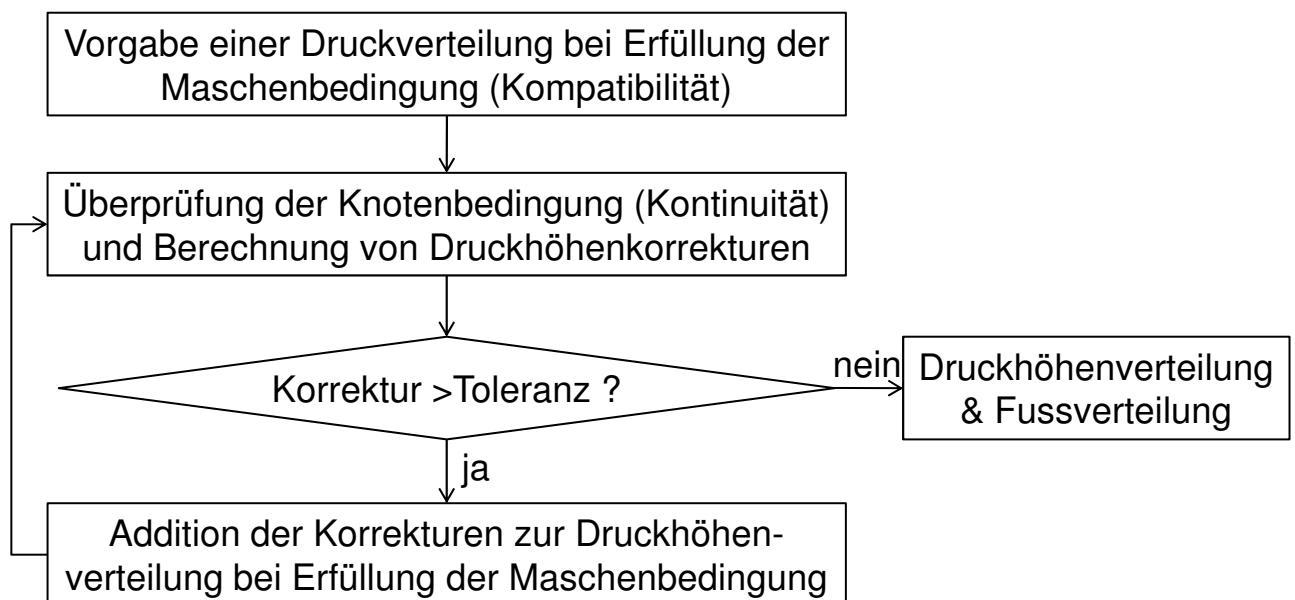 Vorgabe einer Druckverteilung bei Erfüllung der
Maschenbedingung (Kompatibilität)
Überprüfung der Knotenbedingung (Kontinuität)
und Berechnung von Druckhöhenkorrekturen
Korrektur >Toleranz ?
nein
Druckhöhenverteilung
& Fussverteilung
ja
Addition der Korrekturen zur Druckhöhen-
verteilung bei Erfüllung der Maschenbedingung